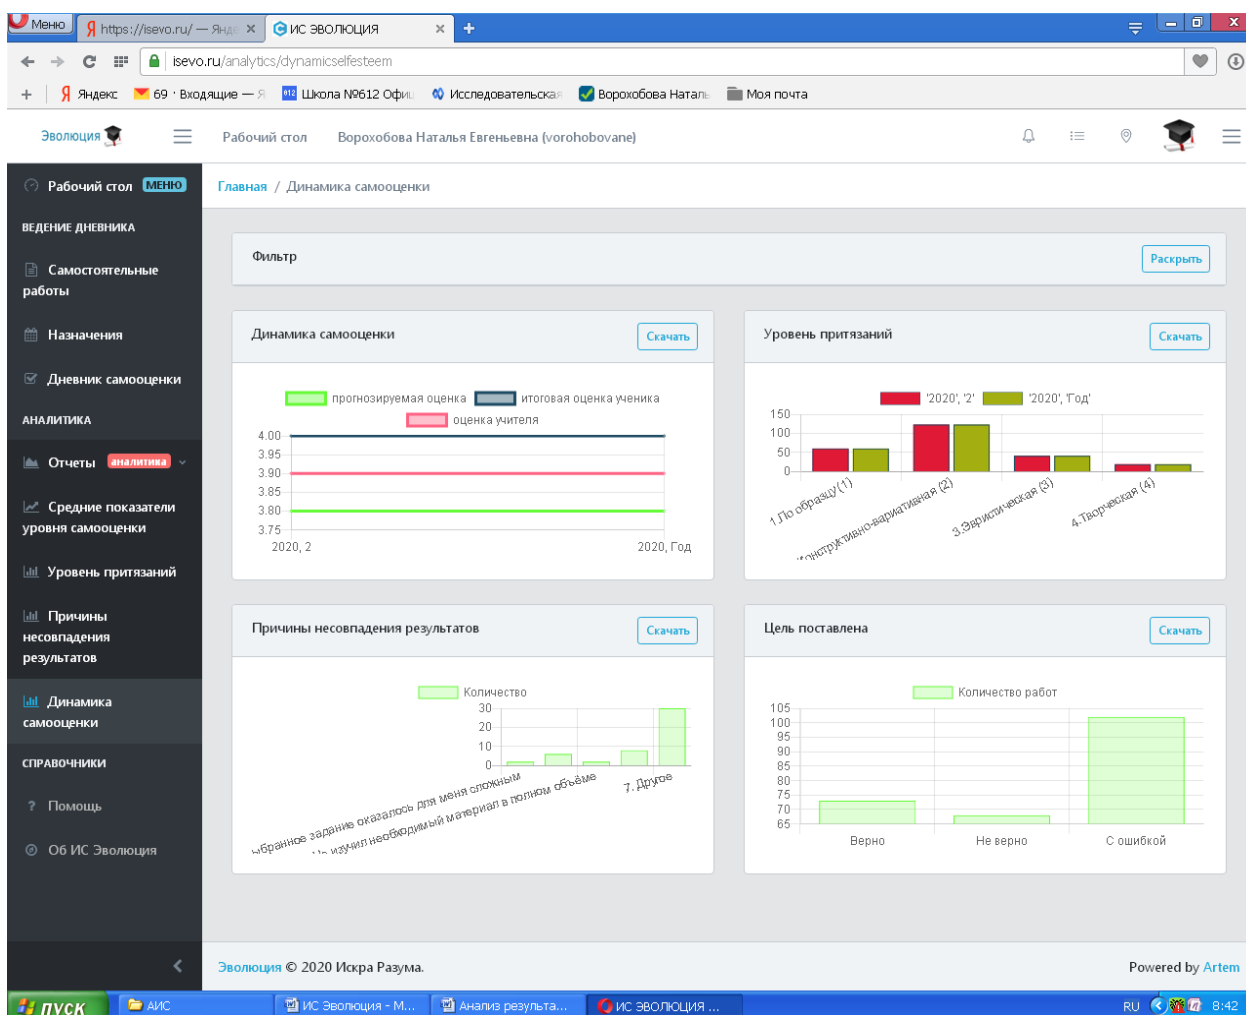 Меню
https://isevo.ru/ — Янде
ИС ЭВОЛЮЦИЯ
isevo.ru/analytics/dynamicselfesteem
Яндекс
69 · Входящие — Я
Школа №612 Офиц
Исследовательская
Ворохобова Наталь
Моя почта
Эволюция
Рабочий стол
Ворохобова Наталья Евгеньевна (vorohobovane)
Рабочий стол МЕНЮ
ВЕДЕНИЕ ДНЕВНИКА
Самостоятельные
работы
Назначения
Дневник самооценки
АНАЛИТИКА
Отчеты аналитика
Средние показатели
уровня самооценки
Уровень притязаний
Причины
несовпадения
результатов
Динамика
самооценки
СПРАВОЧНИКИ
Помощь
Об ИС Эволюция
Главная / Динамика самооценки
Фильтр
Раскрыть
Динамика самооценки
Скачать
прогнозируемая оценка итоговая оценка ученика
оценка учителя
4.00
3.95
3.90
3.85
3.80
3.75
2020, 2
2020, Год
Уровень притязаний
Скачать
'2020', '2' '2020', 'Год'
150
100
50
0
1.По образцу (1)
Конструктивно-вариативная (2)
3.Эвристическая (3)
4.Творческая (4)
Причины несовпадения результатов
Скачать
Количество
30
20
10
0
ыбранное задание оказалось для меня сложным
изучил необходимый материал в полном объёме
7. Другое
Цель поставлена
Скачать
Количество работ
105
100
95
90
85
80
75
70
65
Верно
Не верно
С ошибкой
Эволюция © 2020 Искра Разума.
Powered by Artem
пуск
АИС
ИС Эволюция - М...
Анализ результа...
ИС ЭВОЛЮЦИЯ ...
RU
8:42